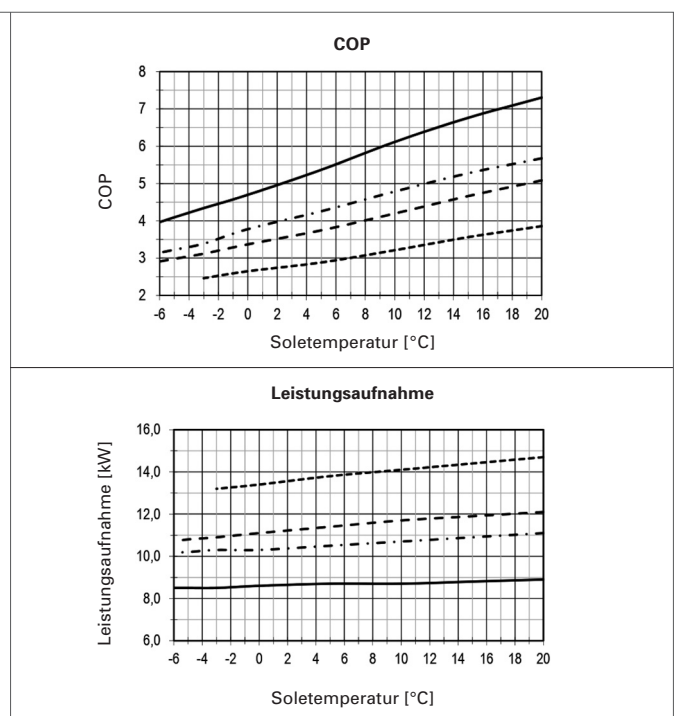 COP
8
7
6
5
4
3
2
COP
-6 -4 -2 0 2 4 6 8 10 12 14 16 18 20
Soletemperatur [°C]
Leistungsaufnahme
16,0
14,0
12,0
10,0
8,0
6,0
Leistungsaufnahme [kW]
-6 -4 -2 0 2 4 6 8 10 12 14 16 18 20
Soletemperatur [°C]